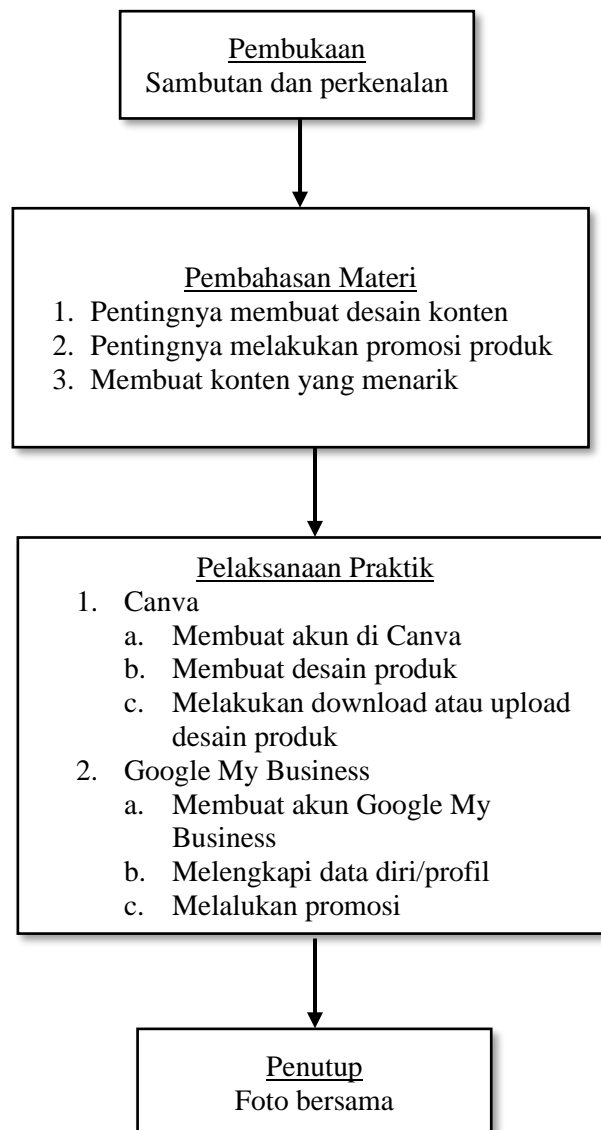 Pembukaan
Sambutan dan perkenalan
Pembahasan Materi
1. Pentingnya membuat desain konten
2. Pentingnya melakukan promosi produk
3. Membuat konten yang menarik
Pelaksanaan Praktik
1. Canva
a. Membuat akun di Canva
b. Membuat desain produk
c. Melakukan download atau upload
desain produk
2. Google My Business
a. Membuat akun Google My
Business
b. Melengkapi data diri/profil
c. Melalukan promosi
Penutup
Foto bersama